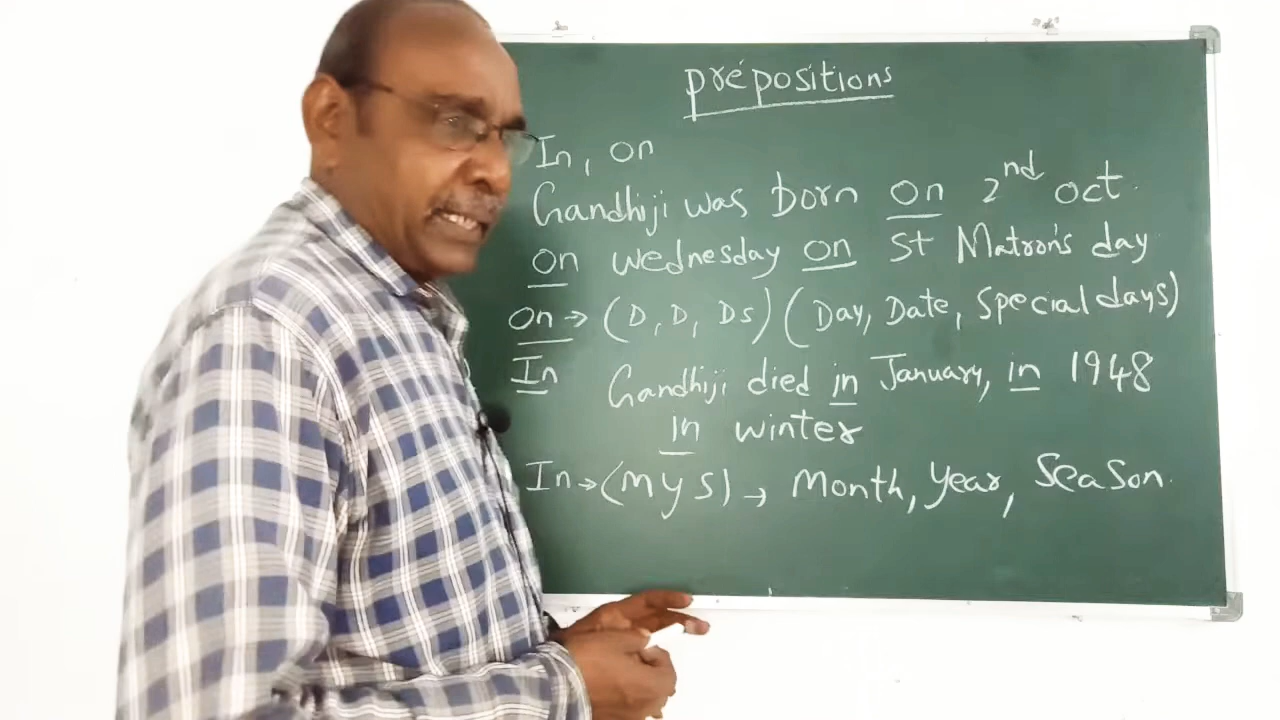 prepositions
In, on
Gandhiji was born on 2nd oct.
on wednesday on St Matron's day
on → (D, D, Ds) (Day, Date, Special days)
In Gandhiji died in January, in 1948
in winter
In → (M y S) → Month, year, Season.